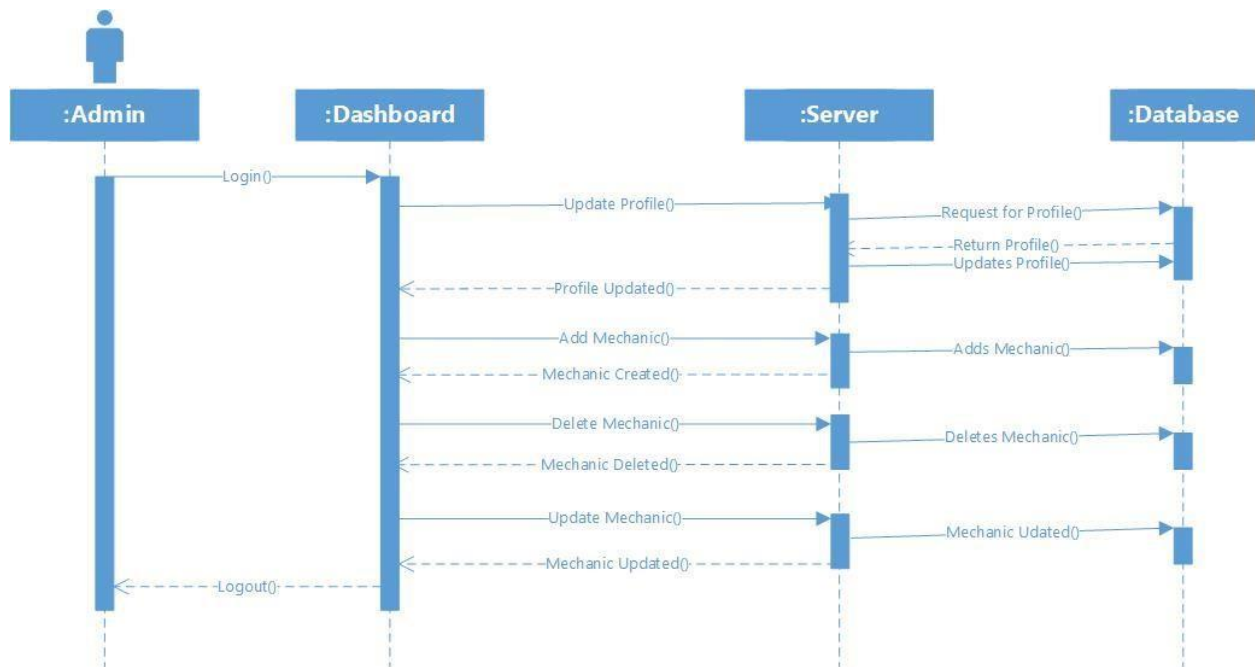 :Admin
:Dashboard
:Server
:Database
Login()
Update Profile()
Request for Profile()
Return Profile()
Updates Profile()
Profile Updated()
Add Mechanic()
Adds Mechanic()
Mechanic Created()
Delete Mechanic()
Deletes Mechanic()
Mechanic Deleted()
Update Mechanic()
Mechanic Udated()
Mechanic Updated()
Logout()